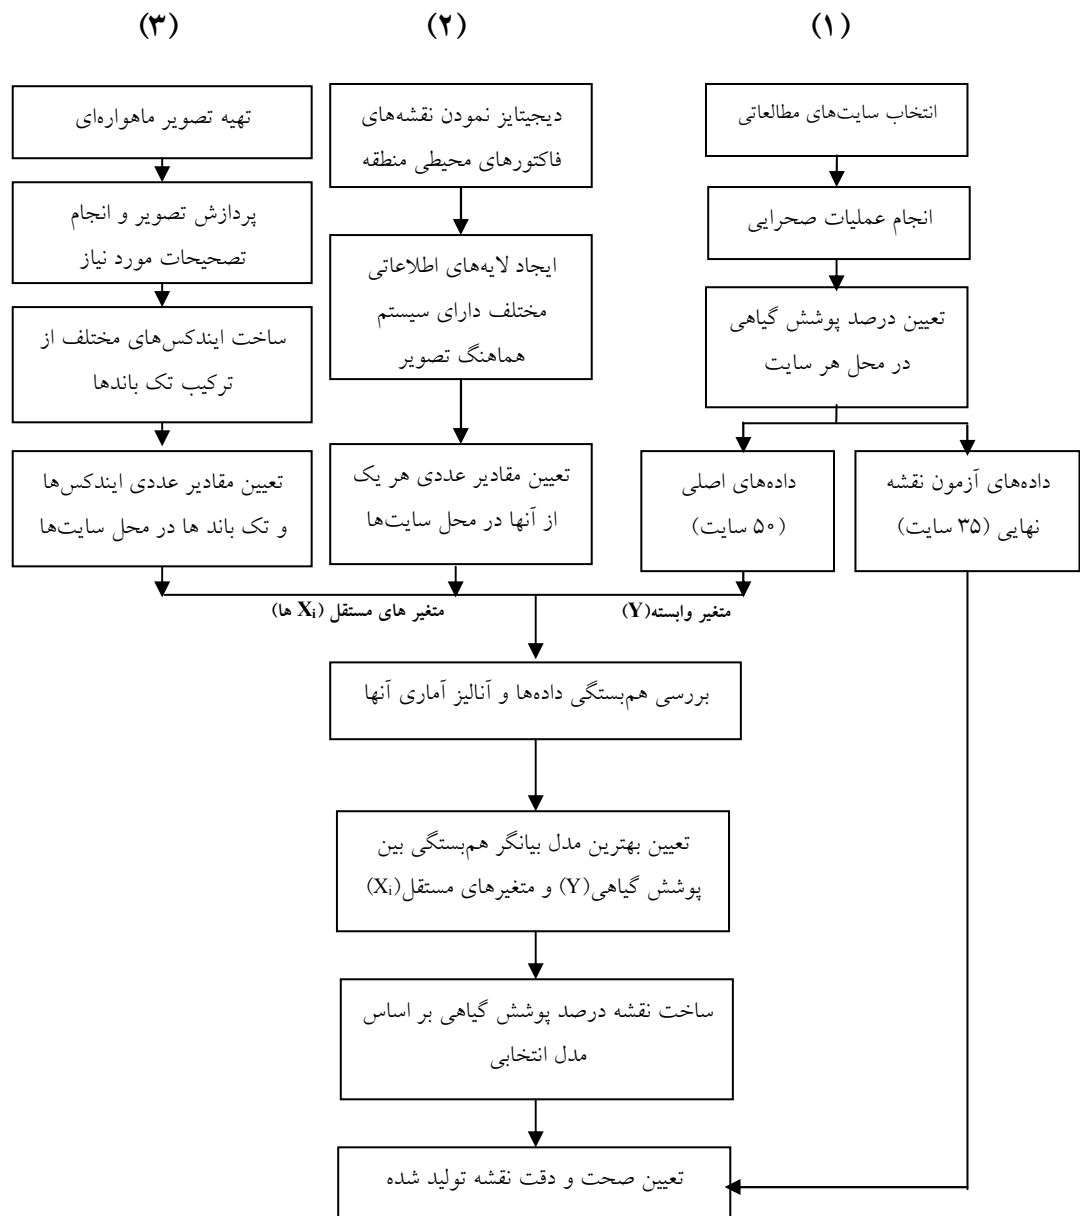 (۱)
(۲)
(۳)
انتخاب سایت‌های مطالعاتی
انجام عملیات صحرایی
تعیین درصد پوشش گیاهی
در محل هر سایت
داده‌های آزمون نقشه
نهایی (۳۵ سایت)
داده‌های اصلی
(۵۰ سایت)
دیجیتایز نمودن نقشه‌های
فاکتورهای محیطی منطقه
ایجاد لایه‌های اطلاعاتی
مختلف دارای سیستم
هماهنگ تصویر
تعیین مقادیر عددی هر یک
از آنها در محل سایت‌ها
تهیه تصویر ماهواره‌ای
پردازش تصویر و انجام
تصحیحات مورد نیاز
ساخت ایندکس‌های مختلف از
ترکیب تک باندها
تعیین مقادیر عددی ایندکس‌ها
و تک باند ها در محل سایت‌ها
متغیر وابسته(Y)
متغیر های مستقل (Xi ها)
بررسی هم‌بستگی داده‌ها و آنالیز آماری آنها
تعیین بهترین مدل بیانگر هم‌بستگی بین
پوشش گیاهی(Y) و متغیرهای مستقل(Xi)
ساخت نقشه درصد پوشش گیاهی بر اساس
مدل انتخابی
تعیین صحت و دقت نقشه تولید شده